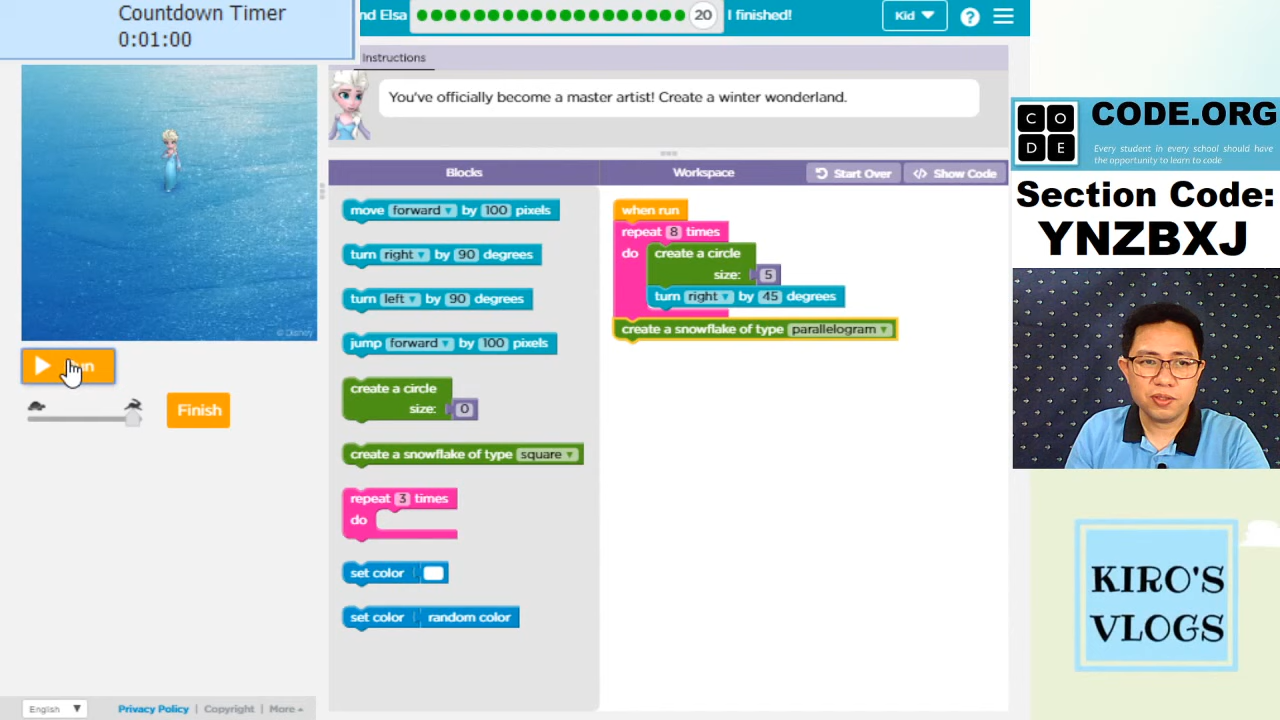 Countdown Timer
0:01:00
nd Elsa
20
I finished!
Kid
?
Instructions
You've officially become a master artist! Create a winter wonderland.
Blocks
Workspace
Start Over
Show Code
move forward by 100 pixels
turn right by 90 degrees
turn left by 90 degrees
jump forward by 100 pixels
create a circle
size: 0
create a snowflake of type square
repeat 3 times
do
set color
set color random color
when run
repeat 8 times
do create a circle
size: 5
turn right by 45 degrees
create a snowflake of type parallelogram
© Disney
Finish
English
Privacy Policy | Copyright | More
C O
D E
CODE.ORG
Every student in every school should have
the opportunity to learn to code
Section Code:
YNZBXJ
KIRO'S
VLOGS